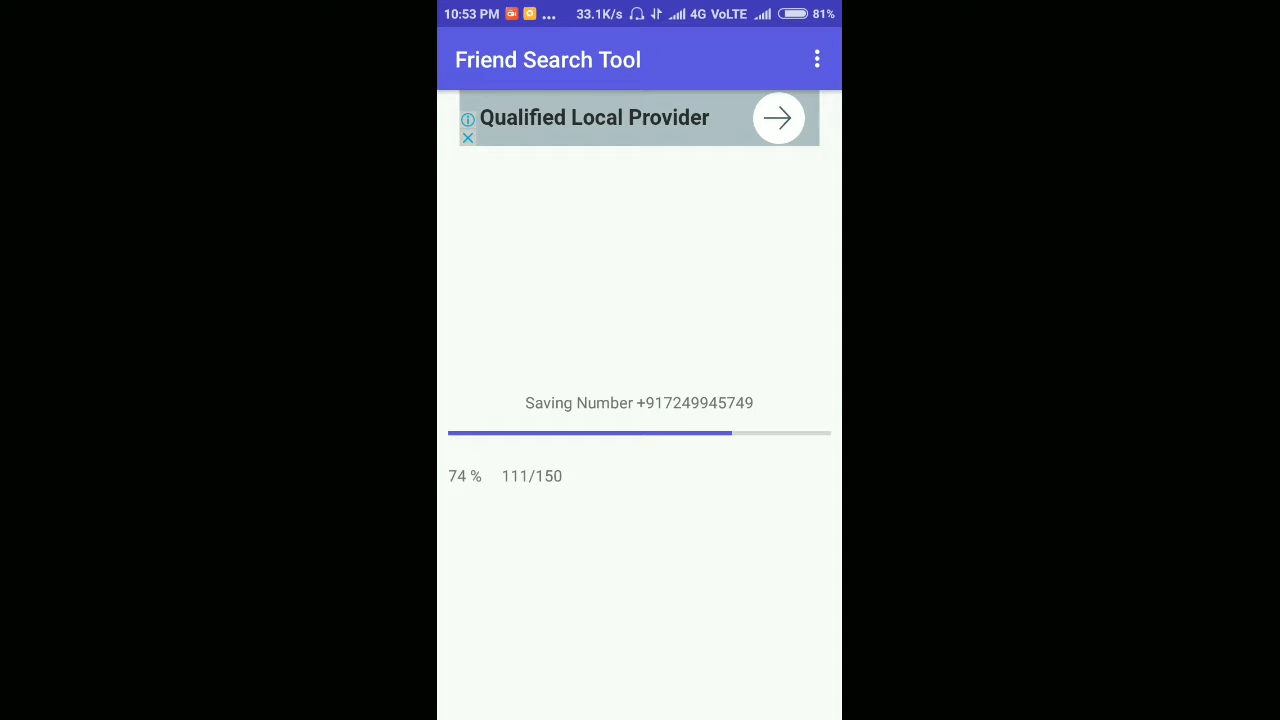 10:53 PM ... 33.1K/s 4G VoLTE 81%
Friend Search Tool
Qualified Local Provider
Saving Number +917249945749
74 % 111/150